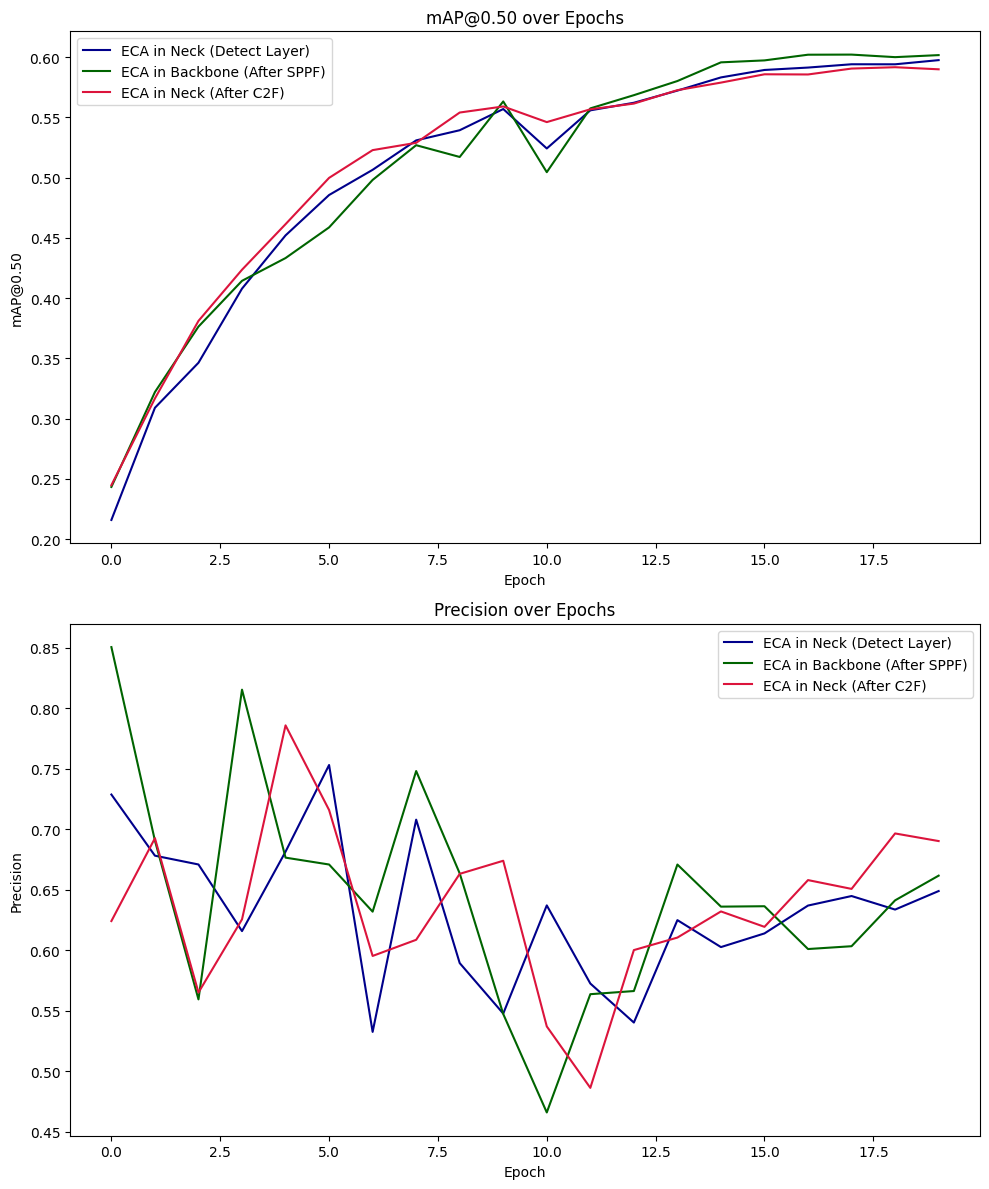 mAP@0.50 over Epochs
ECA in Neck (Detect Layer)
ECA in Backbone (After SPPF)
ECA in Neck (After C2F)
mAP@0.50
0.60
0.55
0.50
0.45
0.40
0.35
0.30
0.25
0.20
0.0 2.5 5.0 7.5 10.0 12.5 15.0 17.5
Epoch
Precision over Epochs
ECA in Neck (Detect Layer)
ECA in Backbone (After SPPF)
ECA in Neck (After C2F)
Precision
0.85
0.80
0.75
0.70
0.65
0.60
0.55
0.50
0.45
0.0 2.5 5.0 7.5 10.0 12.5 15.0 17.5
Epoch